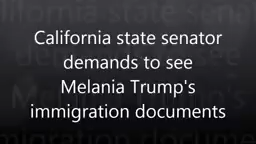 California state senator
demands to see
Melania Trump's
immigration documents